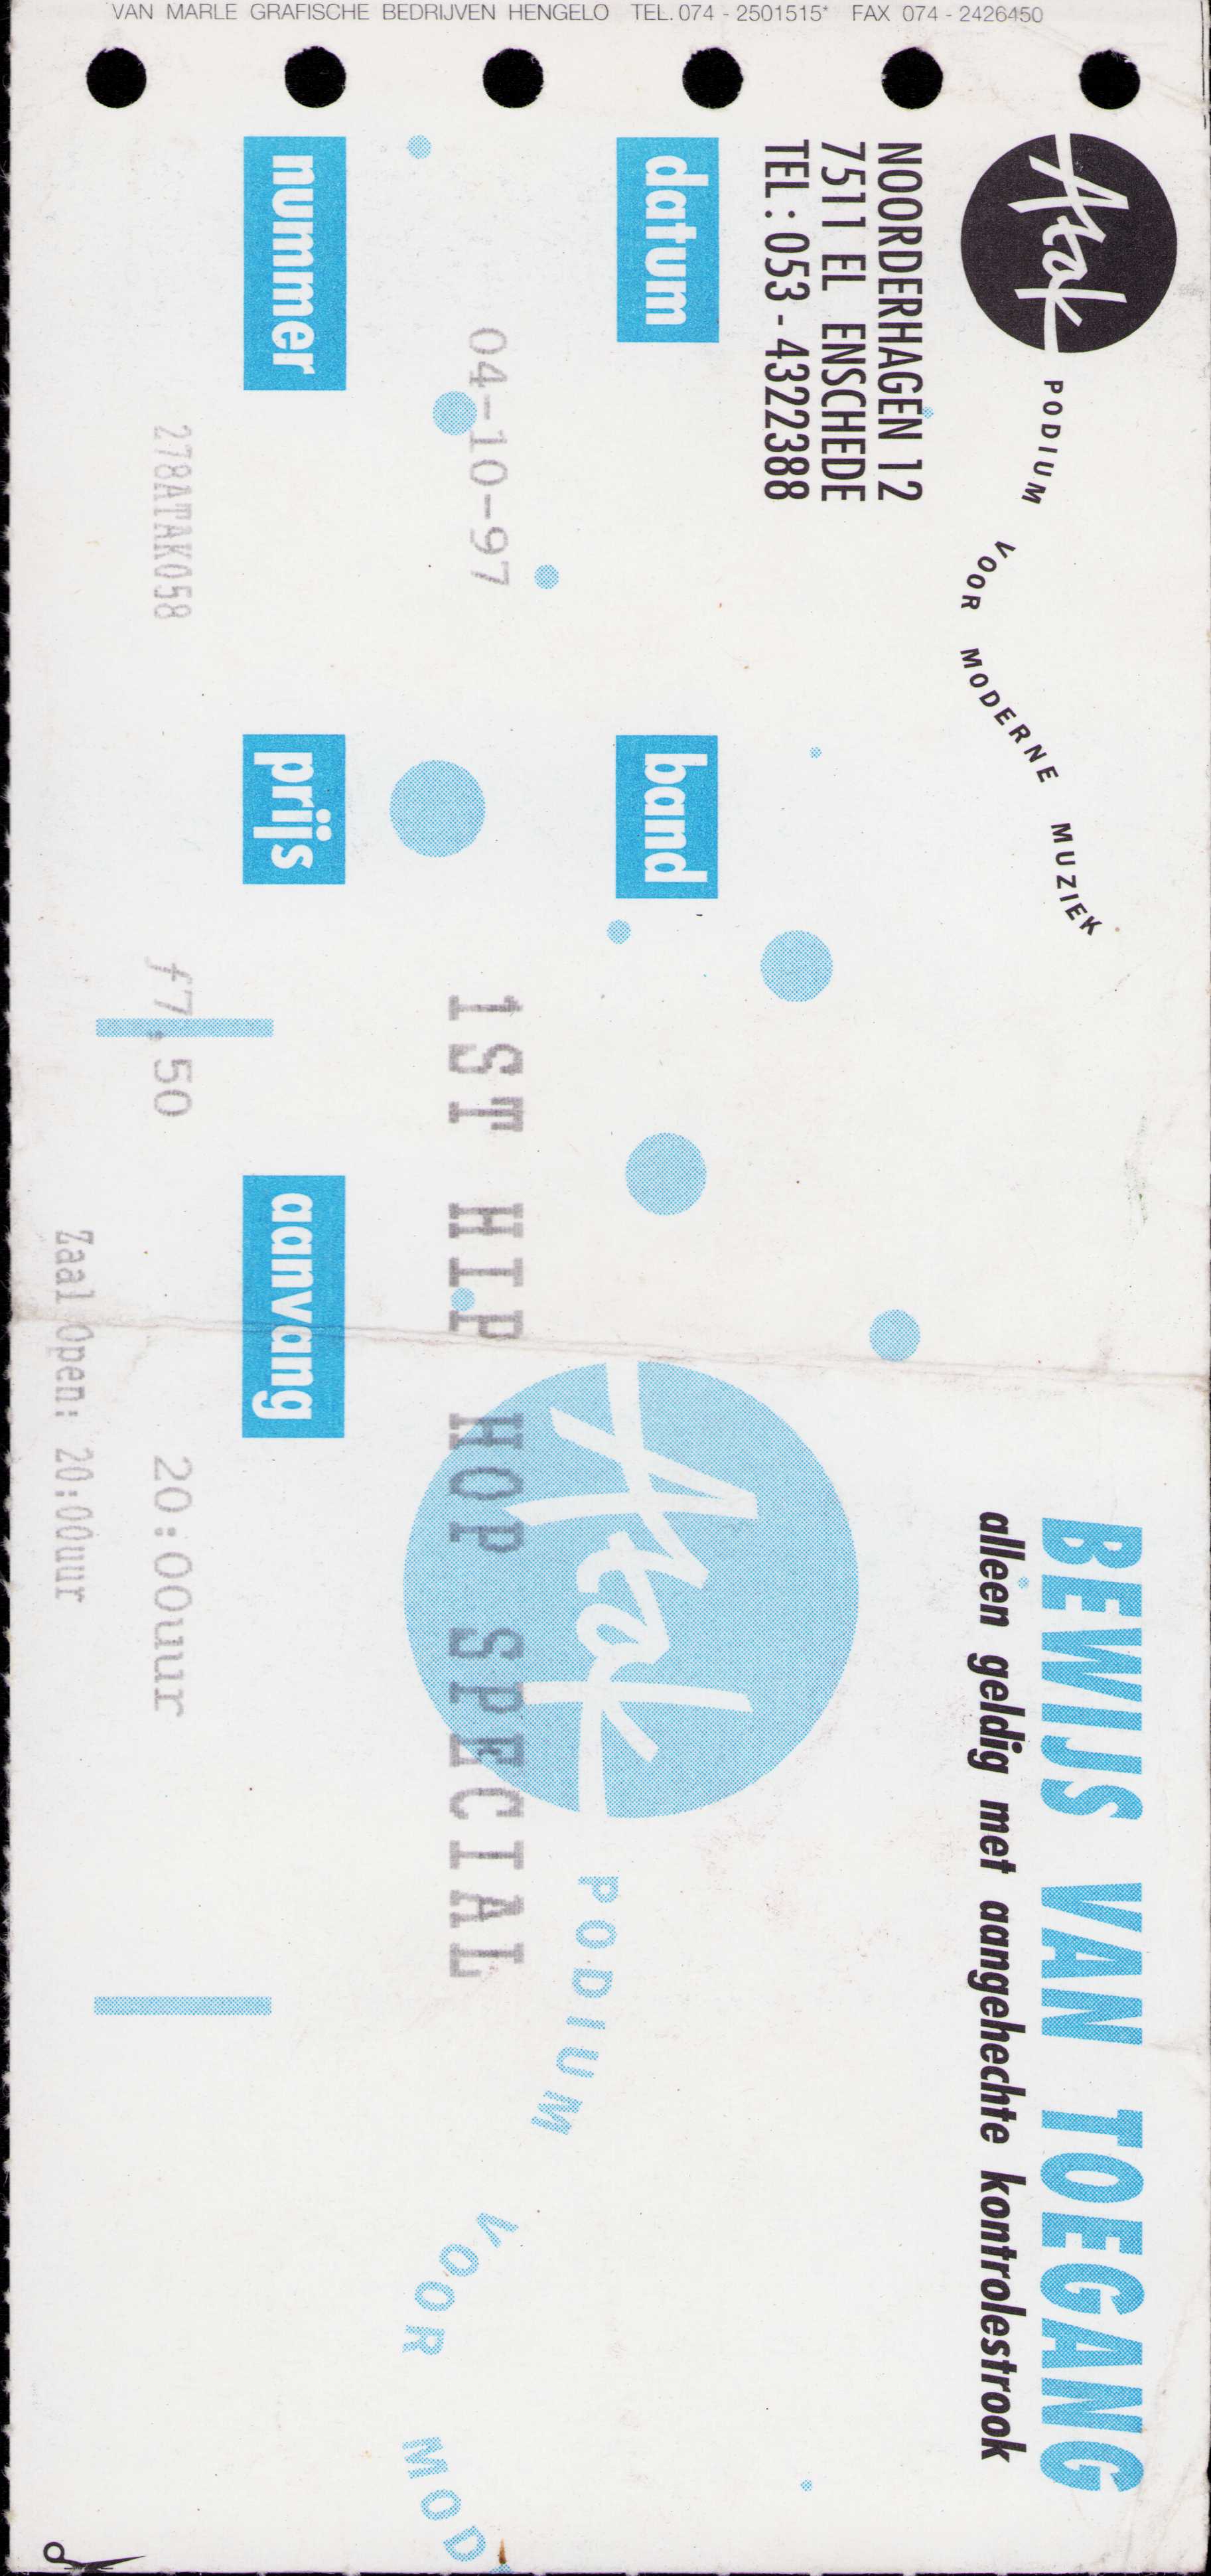 VAN MARLE GRAFISCHE BEDRIJVEN HENGELO TEL. 074 - 2501515* FAX 074 - 2426450
Atak
PODIUM VOOR MODERNE MUZIEK
BEWIJS VAN TOEGANG
alleen geldig met aangehechte kontrolestrook
NOORDERHAGEN 12
7511 EL ENSCHEDE
TEL : 053 - 4322388
datum
band
04-10-97
1ST HIP HOP SPECIAL
Atak
PODIUM VOOR MOD
nummer
prijs
aanvang
278ATAK058
f7,50
20:00uur
Zaal Open: 20:00uur